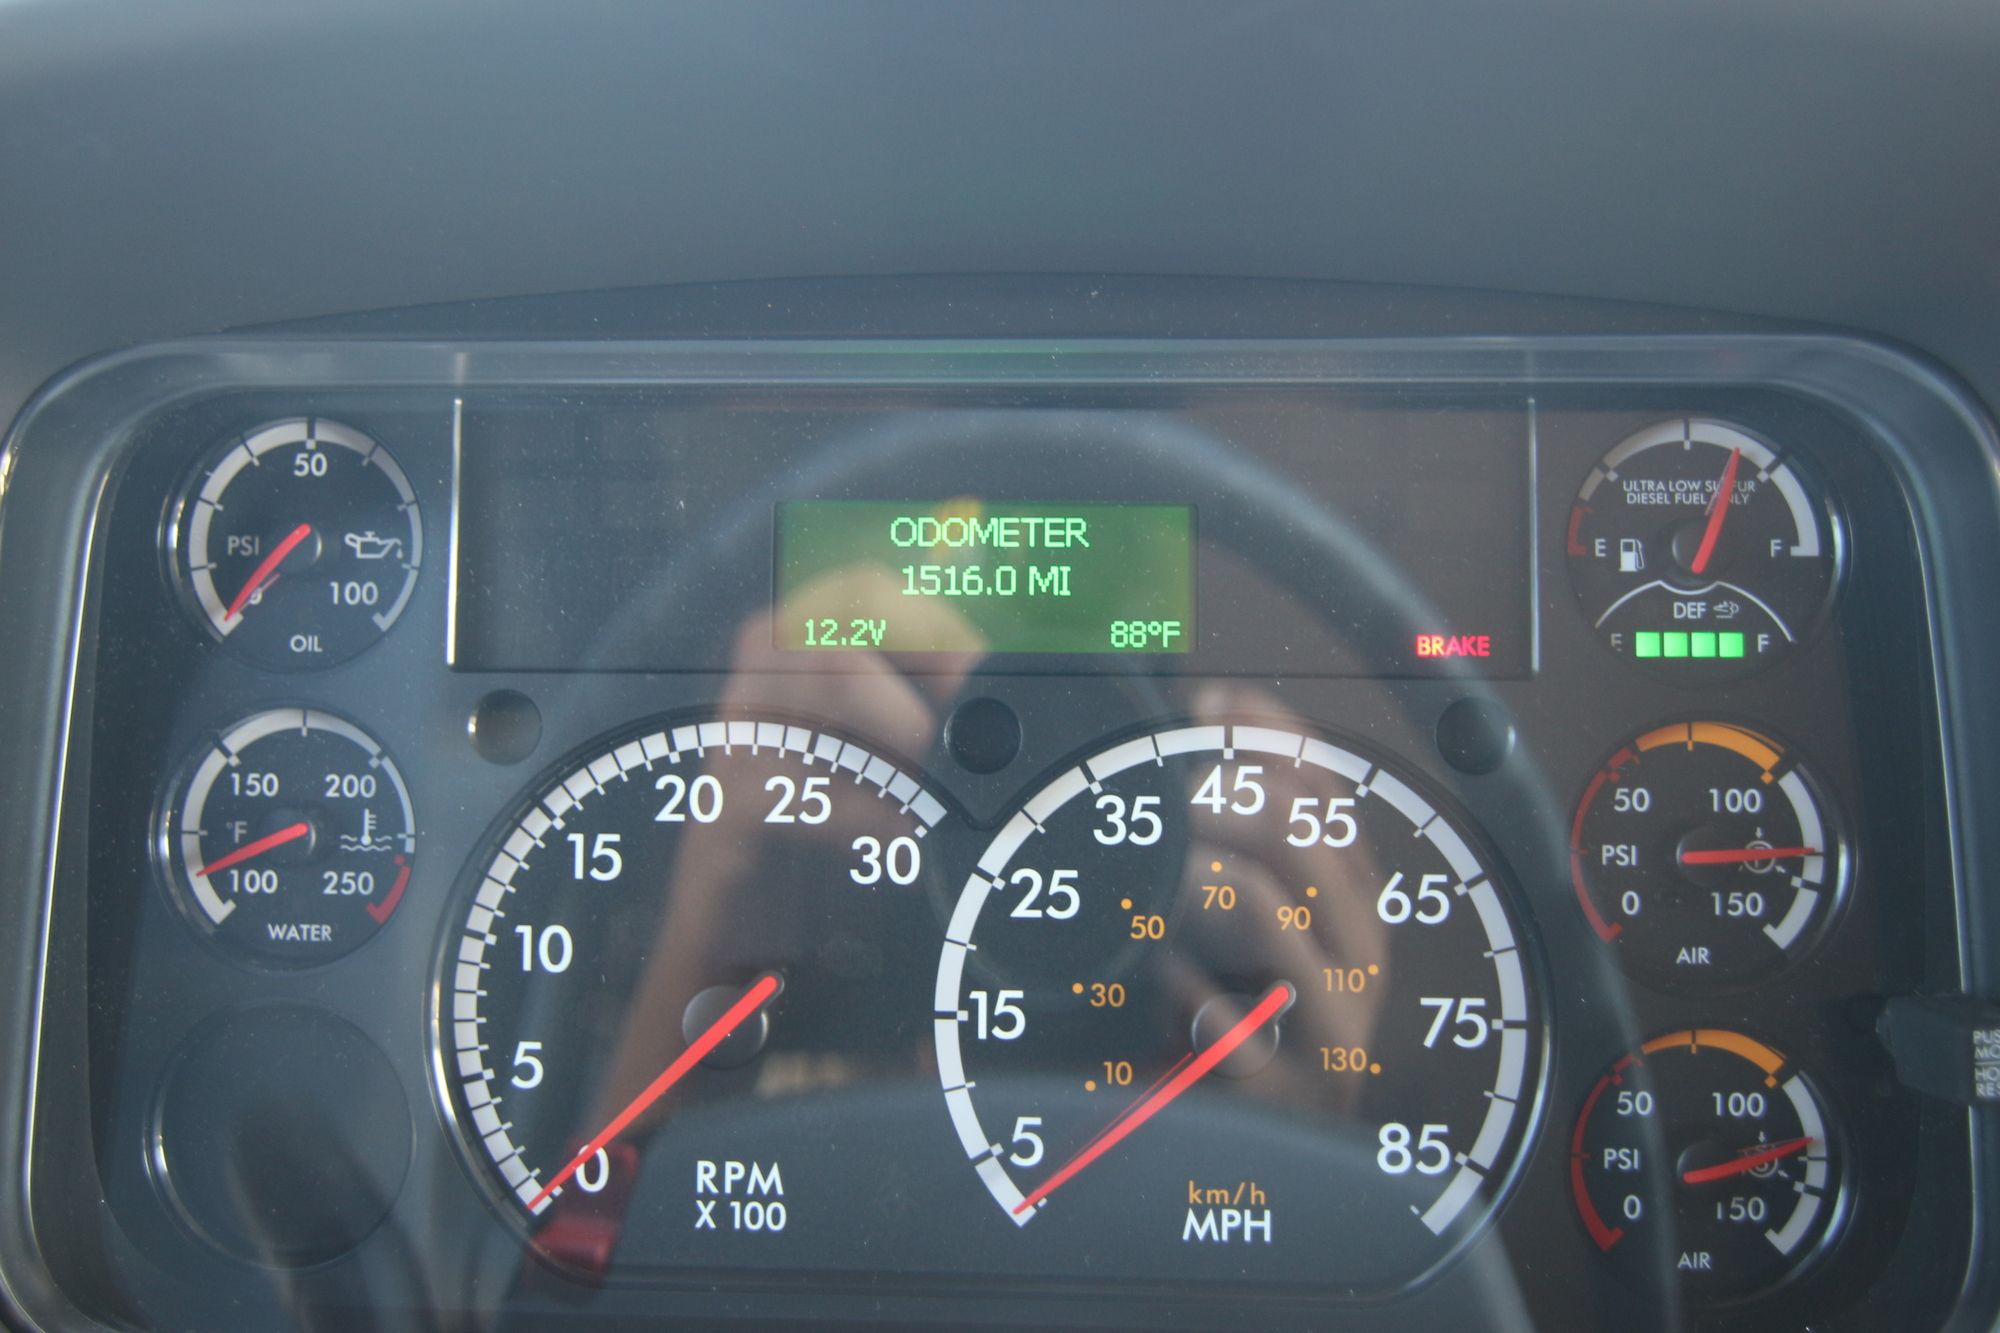 50
PSI
0
100
OIL
ODOMETER
1516.0 MI
12.2V
88°F
BRAKE
DIESEL FUEL
E
F
DEF
E
F
150
200
°F
100
250
WATER
0
5
10
15
20
25
30
RPM
X 100
5
15
25
35
45
55
65
75
85
10
30
50
70
90
110
130
km/h
MPH
50
100
PSI
0
150
AIR
50
100
PSI
0
150
AIR